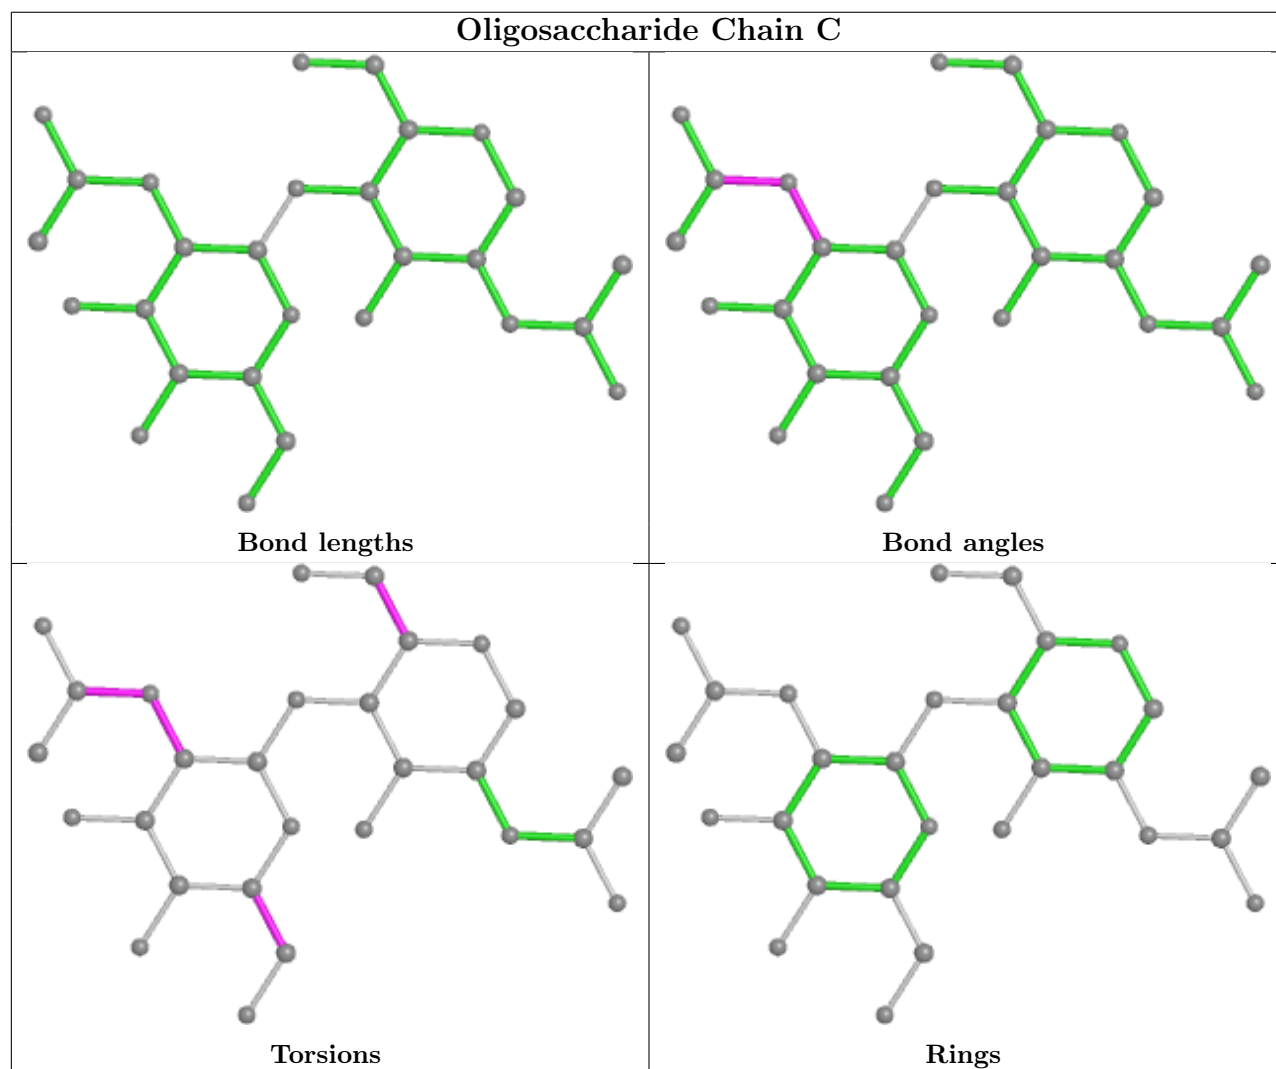 Oligosaccharide Chain C
Bond lengths
Bond angles
Torsions
Rings